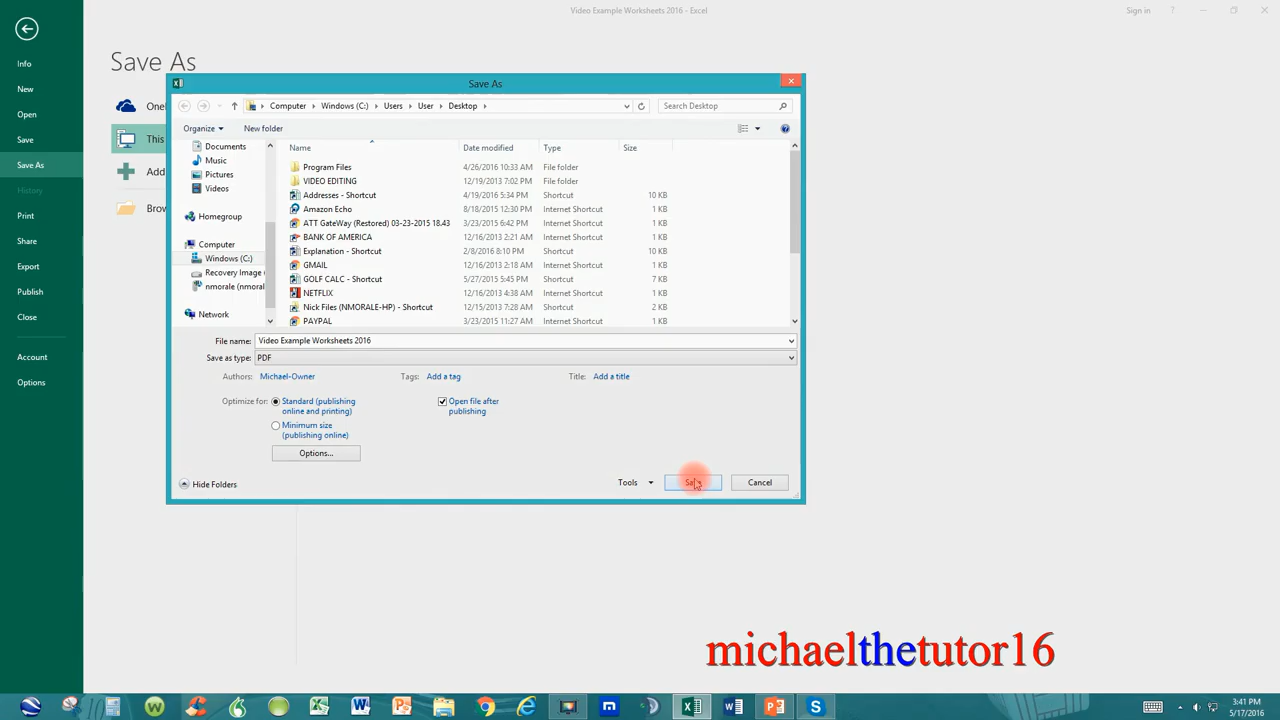 Video Example Worksheets 2016 - Excel
Sign in ?
Info
New
Open
Save
Save As
History
Print
Share
Export
Publish
Close
Account
Options
Save As
This
Add
Save As
Computer Windows (C:) Users User Desktop
Search Desktop
Organize New folder
Documents
Music
Pictures
Videos
Homegroup
Computer
Windows (C:)
Recovery Image
nmorale (nmoral
Network
Name Date modified Type Size
Program Files 4/26/2016 10:33 AM File folder
VIDEO EDITING 12/19/2013 7:02 PM File folder
Addresses - Shortcut 4/19/2016 5:34 PM Shortcut 10 KB
Amazon Echo 8/18/2015 12:30 PM Internet Shortcut 1 KB
ATT GateWay (Restored) 03-23-2015 18.43 3/23/2015 6:42 PM Internet Shortcut 1 KB
BANK OF AMERICA 12/16/2013 2:21 AM Internet Shortcut 1 KB
Explanation - Shortcut 2/8/2016 8:10 PM Shortcut 10 KB
GMAIL 12/16/2013 2:18 AM Internet Shortcut 1 KB
GOLF CALC - Shortcut 5/27/2015 5:45 PM Shortcut 7 KB
NETFLIX 12/16/2013 4:38 AM Internet Shortcut 1 KB
Nick Files (NMORALE-HP) - Shortcut 12/15/2013 7:28 AM Shortcut 2 KB
PAYPAL 3/23/2015 11:27 AM Internet Shortcut 1 KB
File name: Video Example Worksheets 2016
Save as type: PDF
Authors: Michael-Owner Tags: Add a tag Title: Add a title
Optimize for: Standard (publishing
online and printing)
Minimum size
(publishing online)
Open file after
publishing
Options...
Hide Folders
Tools
Cancel
michaelthetutor16
3:41 PM
5/17/2016